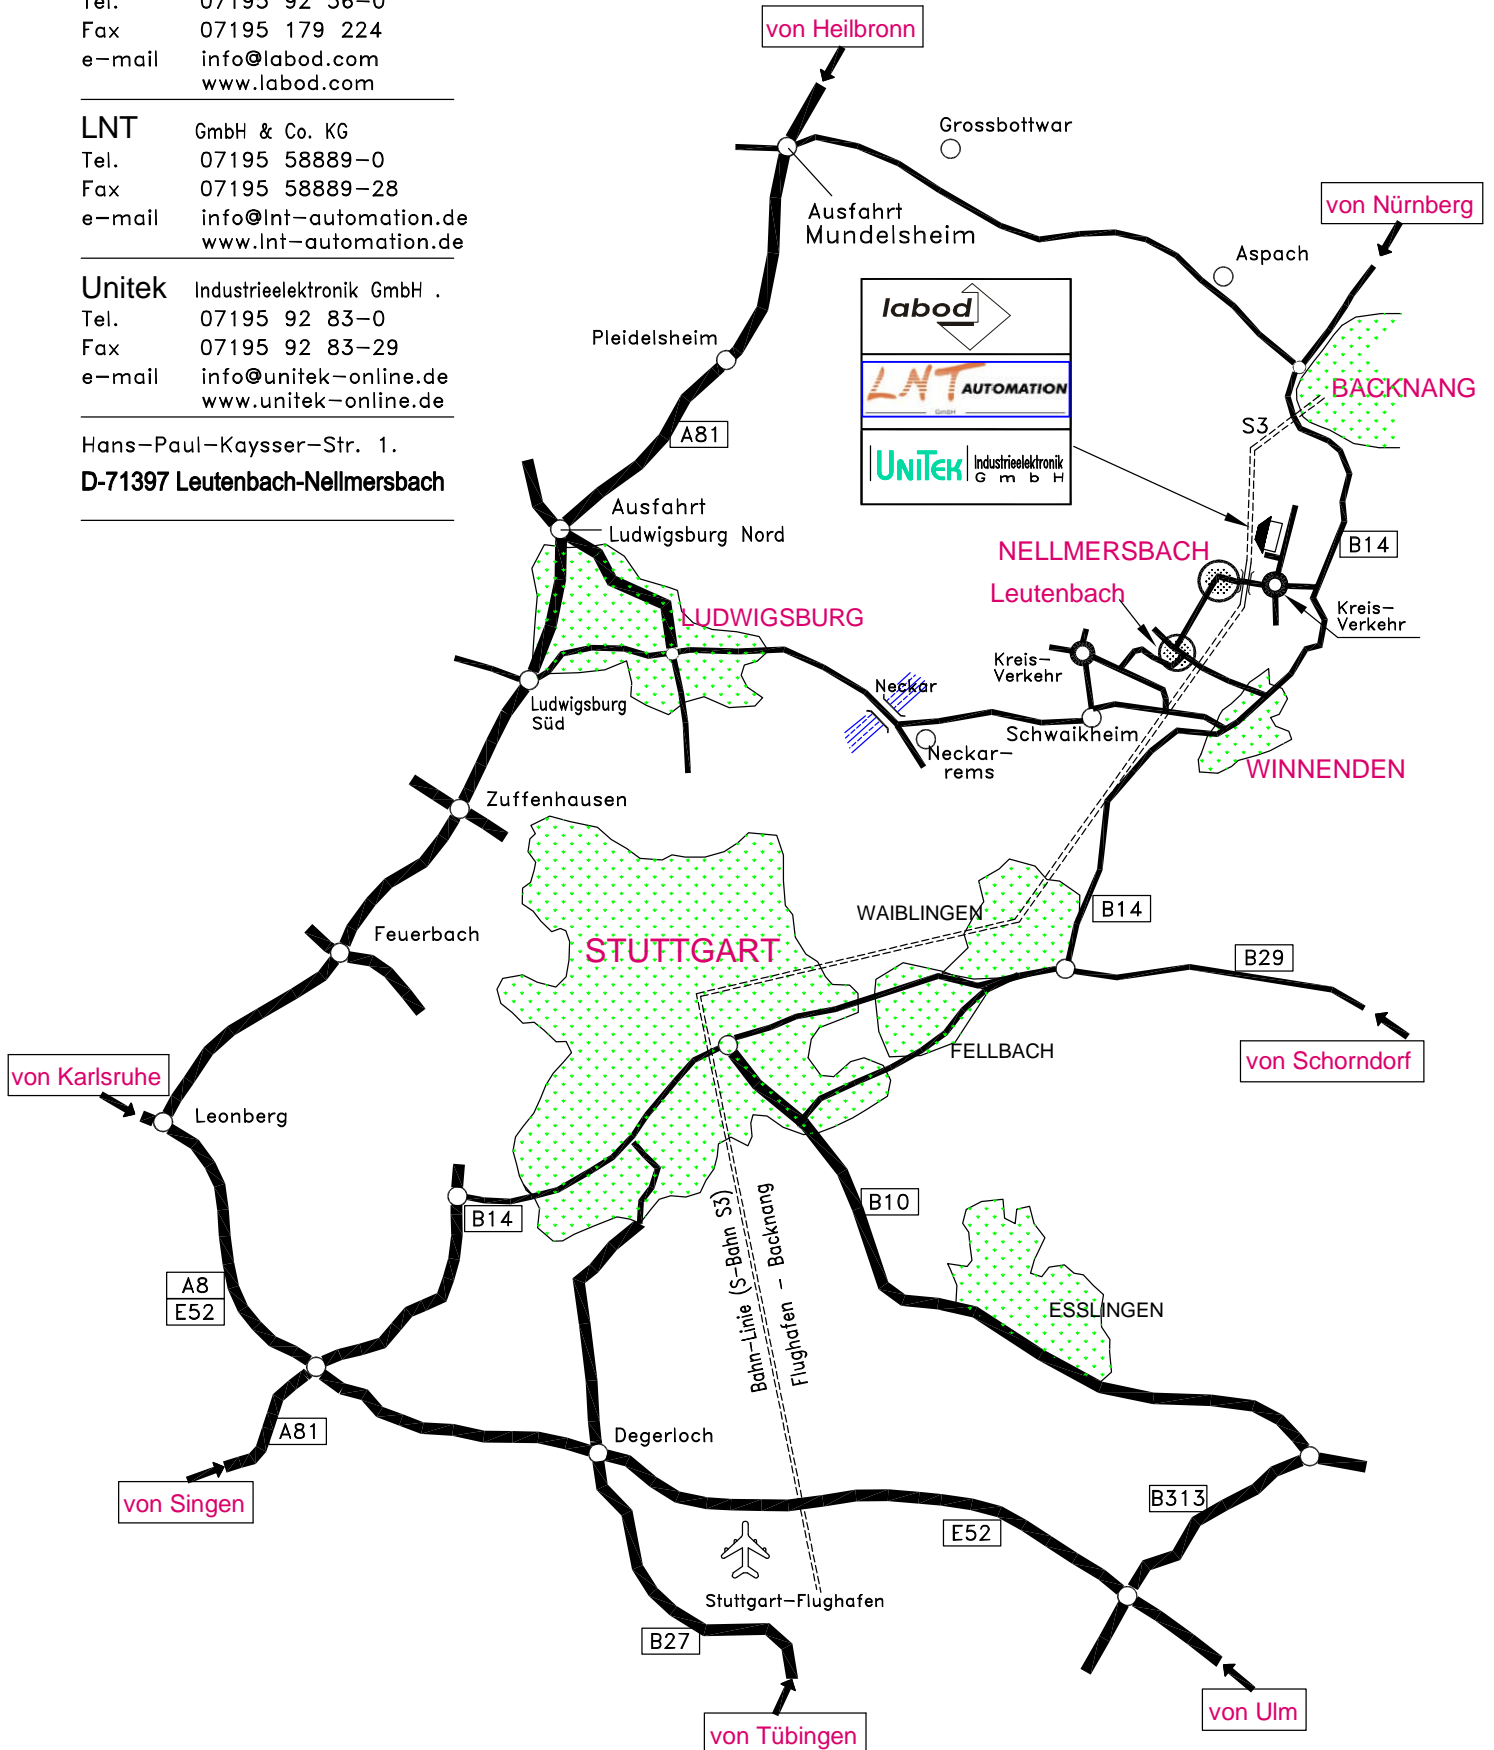 Tel. 07195 92 56-0
Fax 07195 179 224
e-mail info@labod.com
www.labod.com
LNT GmbH & Co. KG
Tel. 07195 58889-0
Fax 07195 58889-28
e-mail info@lnt-automation.de
www.lnt-automation.de
Unitek Industrieelektronik GmbH .
Tel. 07195 92 83-0
Fax 07195 92 83-29
e-mail info@unitek-online.de
www.unitek-online.de
Hans-Paul-Kaysser-Str. 1.
D-71397 Leutenbach-Nellmersbach
von Heilbronn
Grossbottwar
von Nürnberg
Ausfahrt
Mundelsheim
Aspach
labod
LNT AUTOMATION
GmbH
UNITEK Industrieelektronik
GmbH
Pleidelsheim
A81
BACKNANG
S3
Ausfahrt
Ludwigsburg Nord
B14
NELLMERSBACH
Leutenbach
Kreis-
Verkehr
LUDWIGSBURG
Kreis-
Verkehr
Neckar
Ludwigsburg
Süd
Schwaikheim
Neckar-
rems
WINNENDEN
Zuffenhausen
WAIBLINGEN
B14
Feuerbach
STUTTGART
B29
FELLBACH
von Schorndorf
von Karlsruhe
Leonberg
B14
B10
Bahn-Linie (S-Bahn S3)
Flughafen - Backnang
A8
E52
ESSLINGEN
A81
Degerloch
von Singen
B313
E52
Stuttgart-Flughafen
B27
von Ulm
von Tübingen